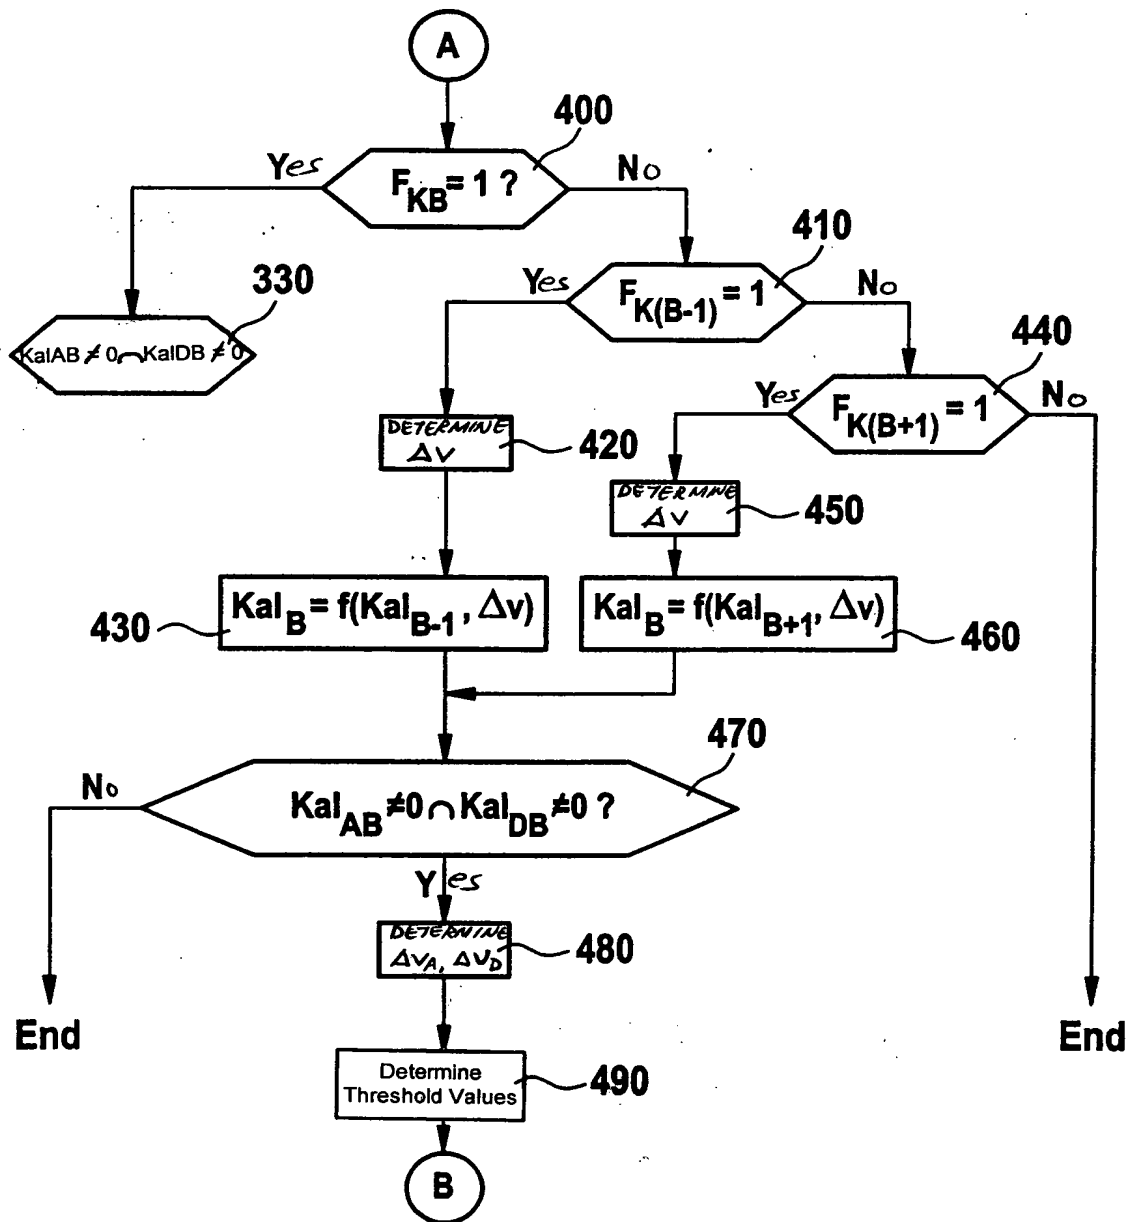 A
400
Yes
F_KB = 1 ?
No
410
Yes
F_K(B-1) = 1
No
330
KalAB ≠ 0 ∩ KalDB ≠ 0
440
Yes
F_K(B+1) = 1
No
DETERMINE
Δv
420
DETERMINE
Δv
450
Kal_B = f(Kal_B-1, Δv)
430
Kal_B = f(Kal_B+1, Δv)
460
470
No
Kal_AB ≠0 ∩ Kal_DB ≠0 ?
Yes
DETERMINE
Δv_A, Δv_D
480
End
End
Determine
Threshold Values
490
B